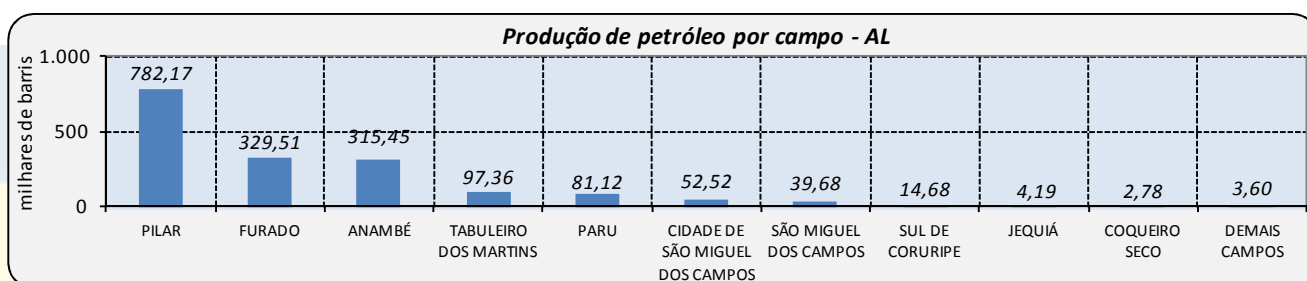 Produção de petróleo por campo - AL
milhares de barris
1.000
500
0
782,17
329,51
315,45
97,36
81,12
52,52
39,68
14,68
4,19
2,78
3,60
PILAR
FURADO
ANAMBÉ
TABULEIRO
DOS MARTINS
PARU
CIDADE DE
SÃO MIGUEL
DOS CAMPOS
SÃO MIGUEL
DOS CAMPOS
SUL DE
CORURIPE
JEQUIÁ
COQUEIRO
SECO
DEMAIS
CAMPOS